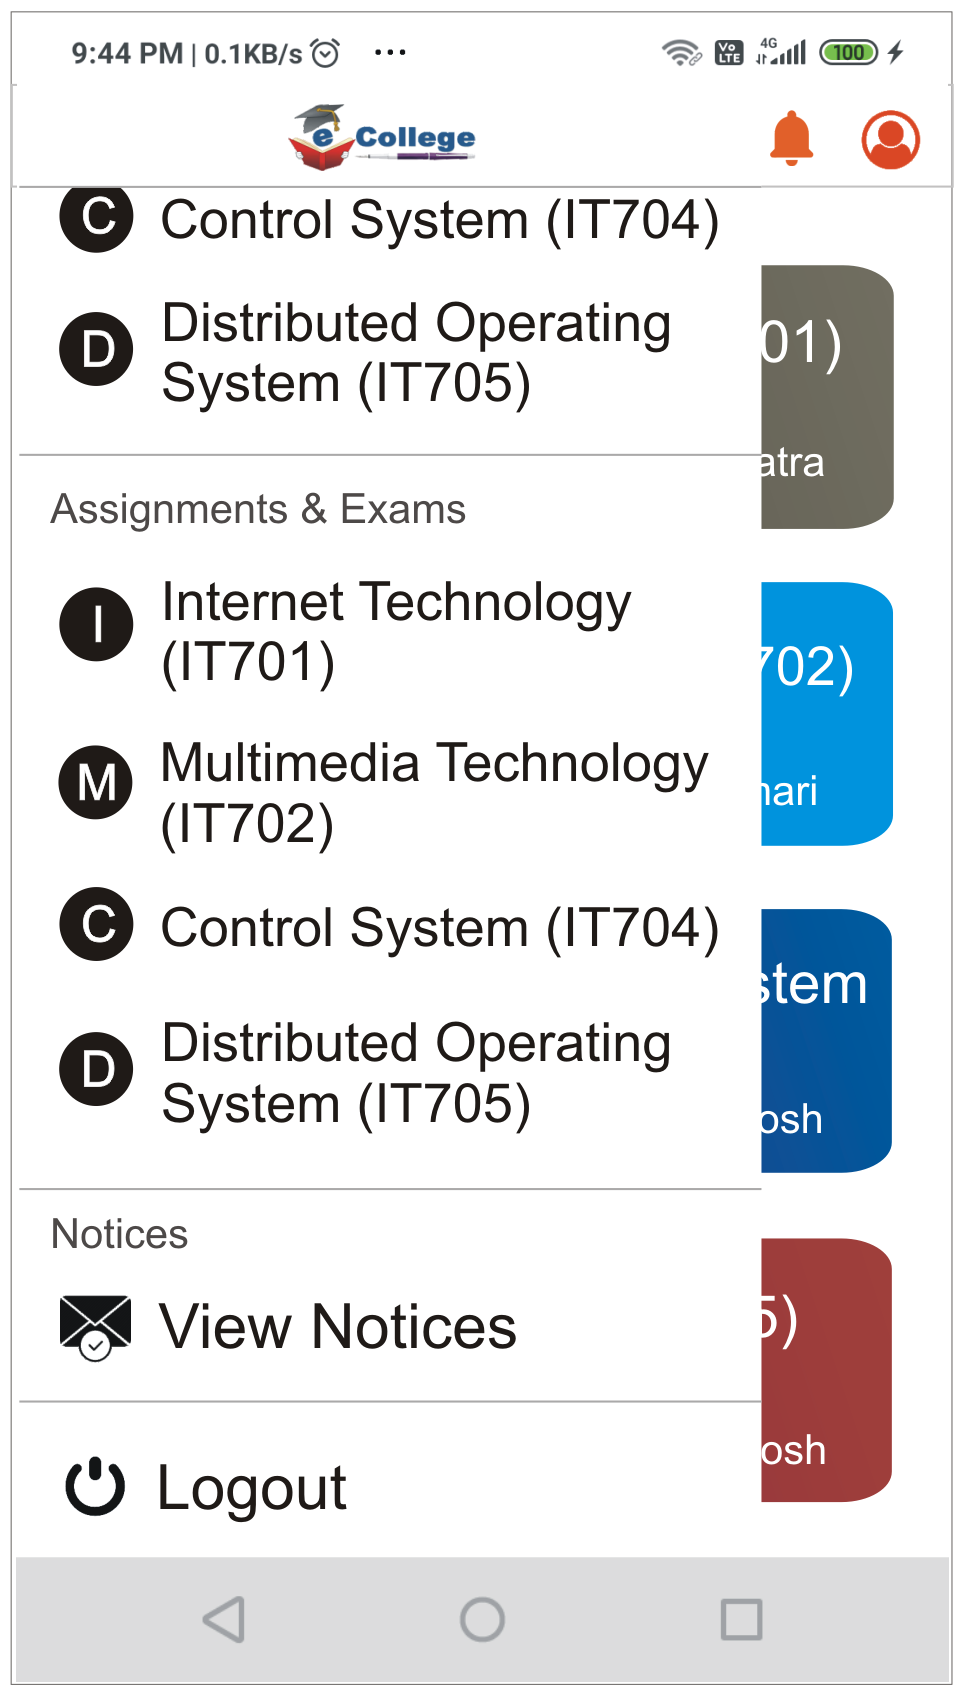 9:44 PM | 0.1KB/s ...
Vo LTE 4G 100
e College
C Control System (IT704)
D Distributed Operating
System (IT705)
01)
atra
Assignments & Exams
I Internet Technology
(IT701)
702)
M Multimedia Technology
(IT702)
C Control System (IT704)
stem
D Distributed Operating
System (IT705)
osh
Notices
View Notices
5)
osh
Logout